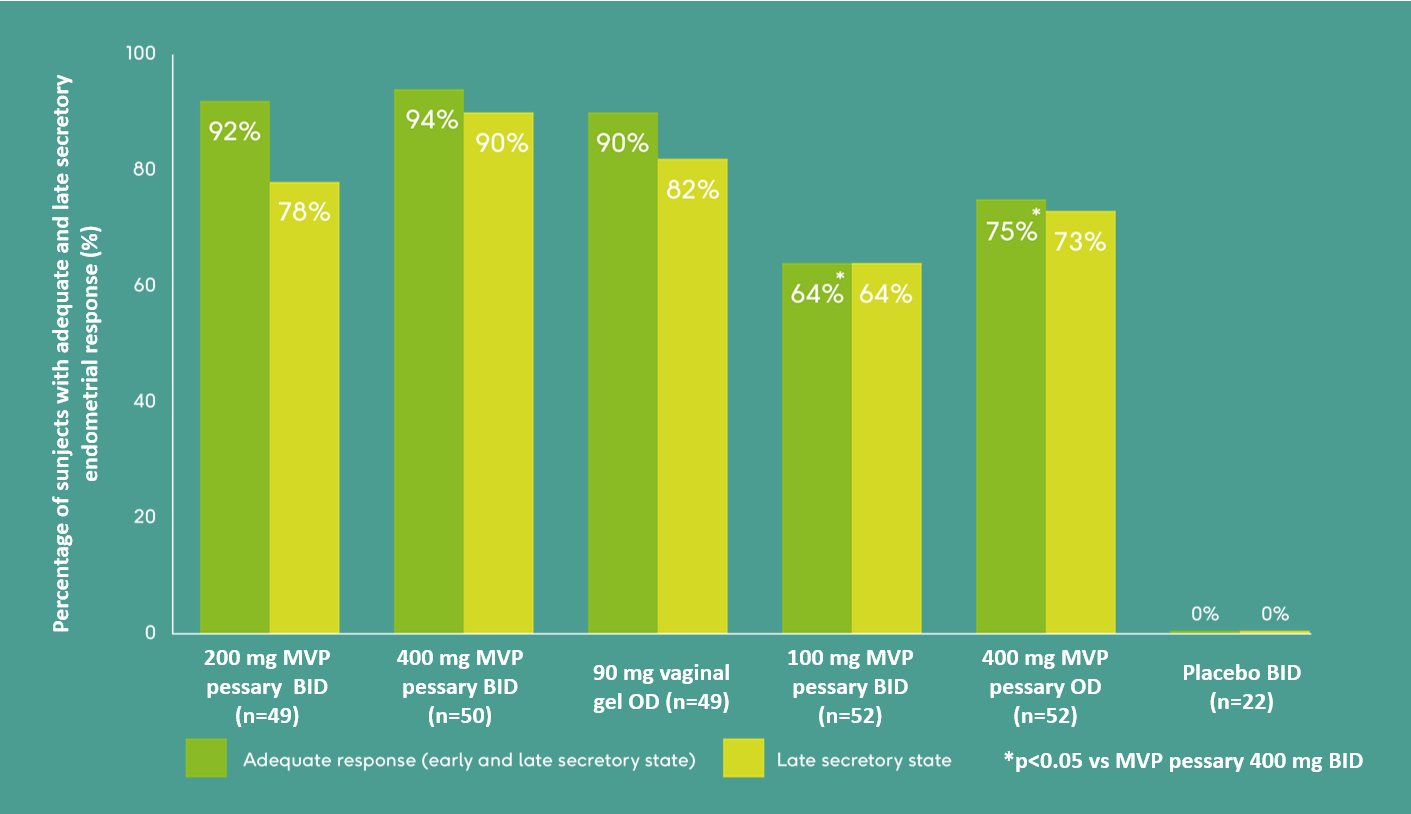 Percentage of sunjects with adequate and late secretory
endometrial response (%)
100
80
60
40
20
0
92%
78%
94%
90%
90%
82%
64%*
64%
75%*
73%
0%
0%
200 mg MVP
pessary BID
(n=49)
400 mg MVP
pessary BID
(n=50)
90 mg vaginal
gel OD (n=49)
100 mg MVP
pessary BID
(n=52)
400 mg MVP
pessary OD
(n=52)
Placebo BID
(n=22)
Adequate response (early and late secretory state)
Late secretory state
*p<0.05 vs MVP pessary 400 mg BID